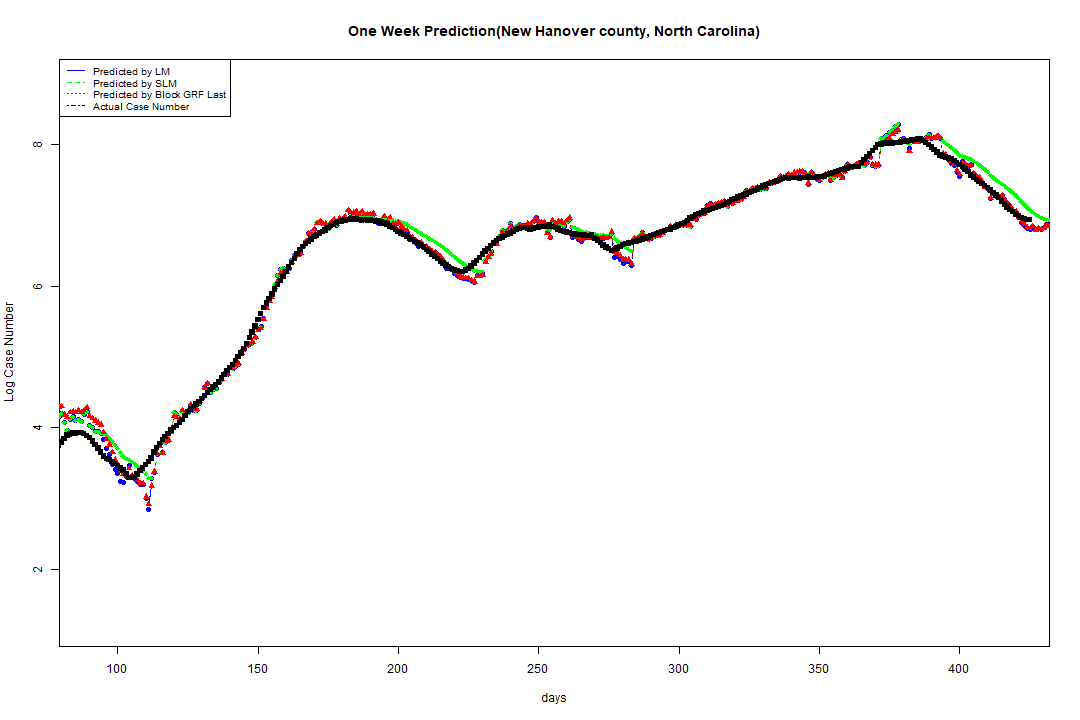 One Week Prediction(New Hanover county, North Carolina)
Predicted by LM
Predicted by SLM
Predicted by Block GRF Last
Actual Case Number
8
6
4
2
Log Case Number
100 150 200 250 300 350 400
days